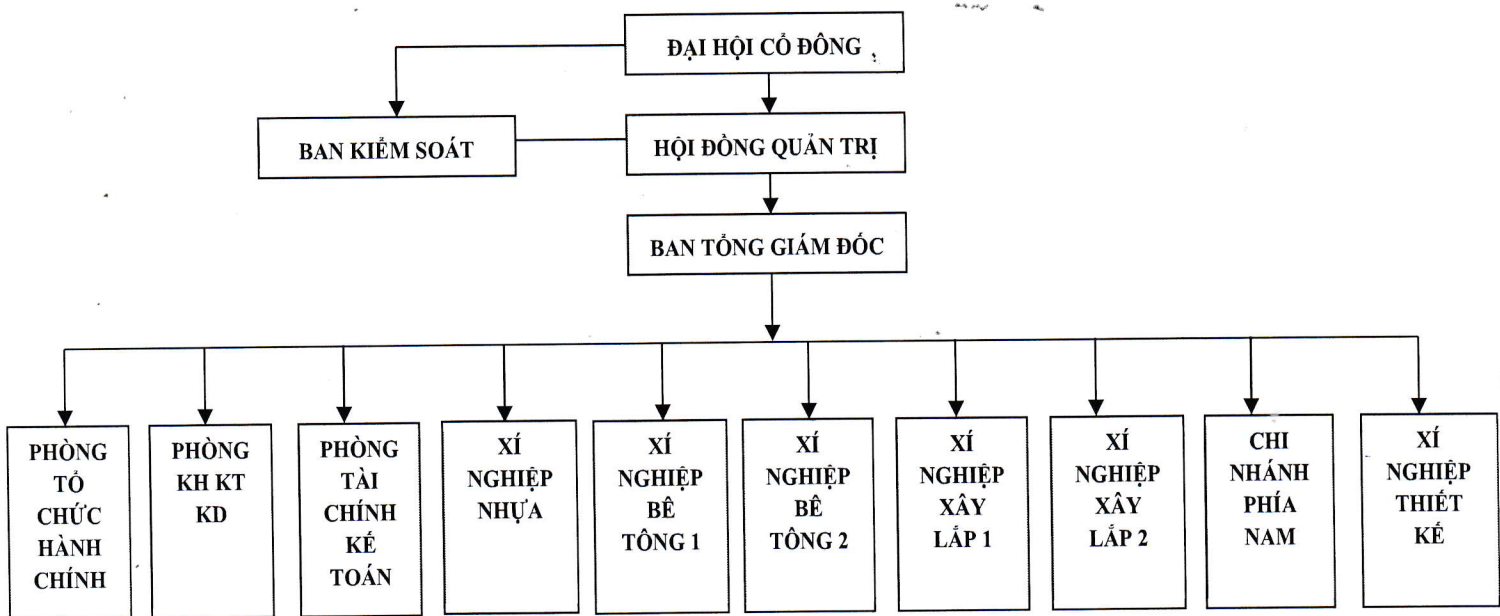 ĐẠI HỘI CỔ ĐÔNG
BAN KIỂM SOÁT
HỘI ĐỒNG QUẢN TRỊ
BAN TỔNG GIÁM ĐỐC
PHÒNG
TỔ
CHỨC
HÀNH
CHÍNH
PHÒNG
KH KT
KD
PHÒNG
TÀI
CHÍNH
KẾ
TOÁN
XÍ
NGHIỆP
NHỰA
XÍ
NGHIỆP
BÊ
TÔNG 1
XÍ
NGHIỆP
BÊ
TÔNG 2
XÍ
NGHIỆP
XÂY
LẮP 1
XÍ
NGHIỆP
XÂY
LẮP 2
CHI
NHÁNH
PHÍA
NAM
XÍ
NGHIỆP
THIẾT
KẾ